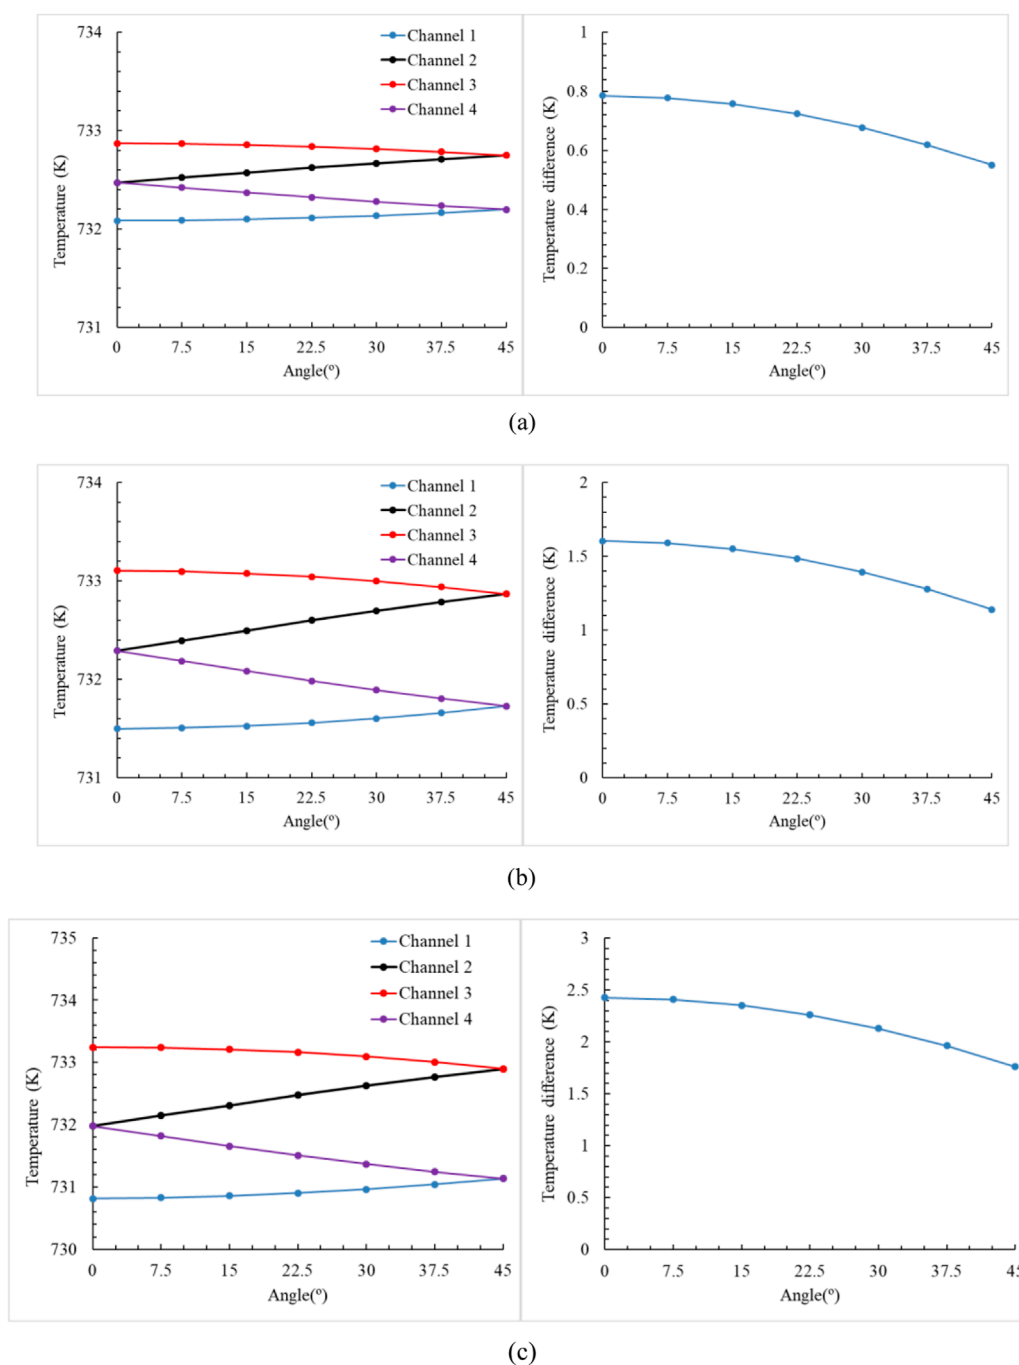 734
733
732
731
Temperature (K)
Channel 1
Channel 2
Channel 3
Channel 4
0 7.5 15 22.5 30 37.5 45
Angle(º)
1
0.8
0.6
0.4
0.2
0
Temperature difference (K)
0 7.5 15 22.5 30 37.5 45
Angle(º)
(a)
734
733
732
731
Temperature (K)
Channel 1
Channel 2
Channel 3
Channel 4
0 7.5 15 22.5 30 37.5 45
Angle(º)
2
1.5
1
0.5
0
Temperature difference (K)
0 7.5 15 22.5 30 37.5 45
Angle(º)
(b)
735
734
733
732
731
730
Temperature (K)
Channel 1
Channel 2
Channel 3
Channel 4
0 7.5 15 22.5 30 37.5 45
Angle(º)
3
2.5
2
1.5
1
0.5
0
Temperature difference (K)
0 7.5 15 22.5 30 37.5 45
Angle(º)
(c)